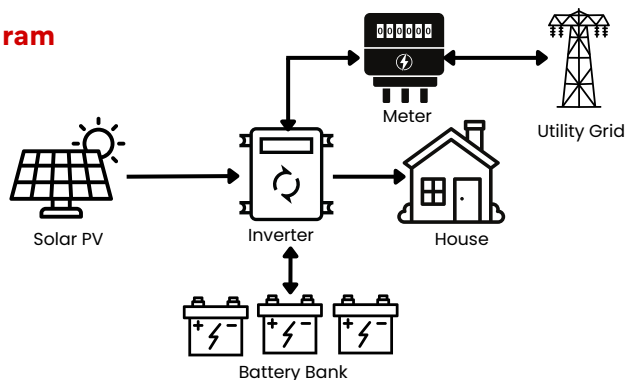 ram
000000
Meter
Utility Grid
Solar PV
Inverter
House
+ -
+ -
+ -
Battery Bank